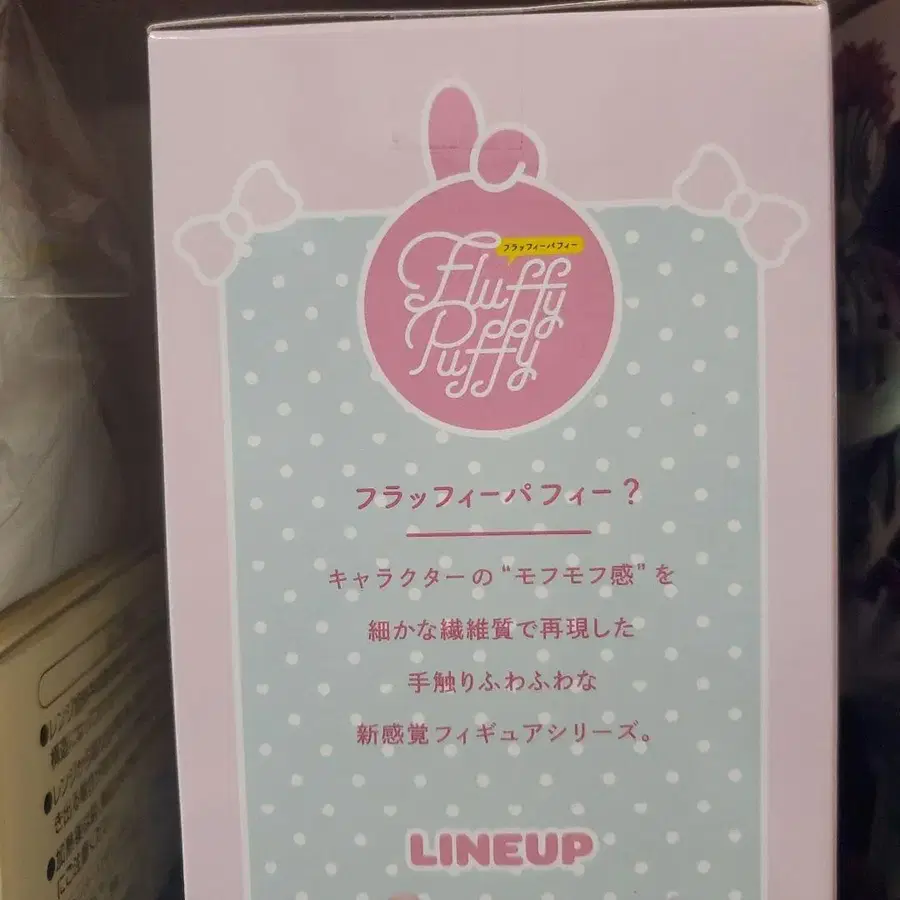 フラッフィーパフィー
Fluffy
Puffy
フラッフィーパフィー？
キャラクターの“モフモフ感”を
細かな繊維質で再現した
手触りふわふわな
新感覚フィギュアシリーズ。
LINEUP